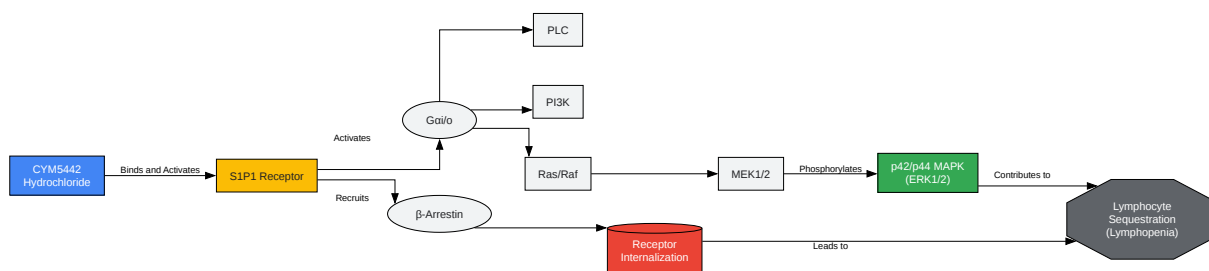 PLC
PI3K
Gαi/o
Activates
CYM5442
Hydrochloride
Binds and Activates
S1P1 Receptor
Ras/Raf
MEK1/2
Phosphorylates
p42/p44 MAPK
(ERK1/2)
Contributes to
Recruits
β-Arrestin
Receptor
Internalization
Leads to
Lymphocyte
Sequestration
(Lymphopenia)